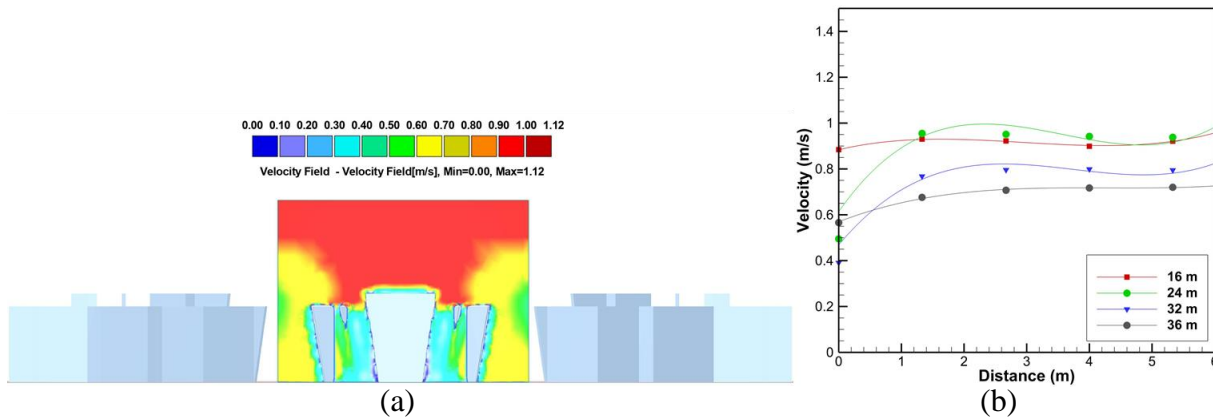 0.00 0.10 0.20 0.30 0.40 0.50 0.60 0.70 0.80 0.90 1.00 1.12
Velocity Field - Velocity Field[m/s], Min=0.00, Max=1.12
(a)
1.4
1.2
1
0.8
0.6
0.4
0.2
0
Velocity (m/s)
16 m
24 m
32 m
36 m
0 1 2 3 4 5 6
Distance (m)
(b)